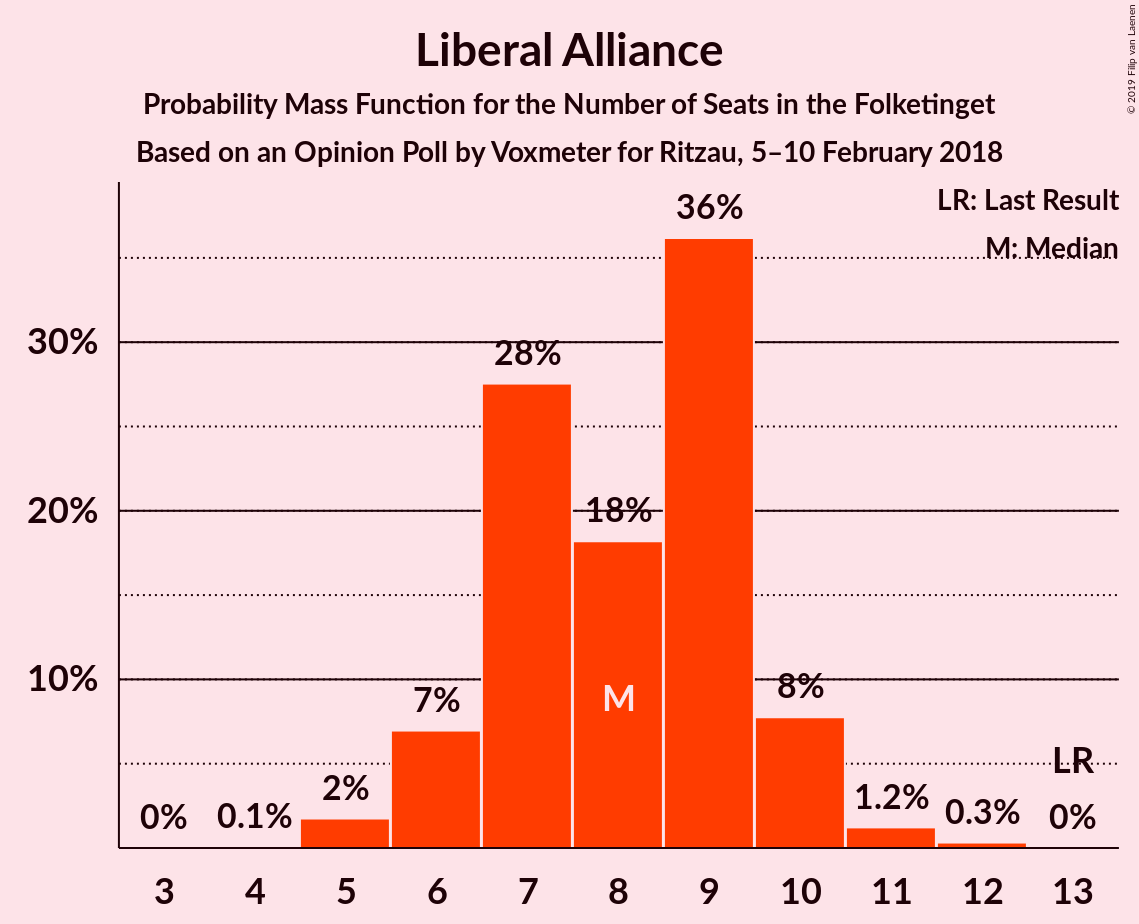 Liberal Alliance
Probability Mass Function for the Number of Seats in the Folketinget
Based on an Opinion Poll by Voxmeter for Ritzau, 5–10 February 2018
© 2019 Filip van Laenen
LR: Last Result
M: Median
36%
30%
28%
20%
18%
10%
7%
M
8%
LR
2%
0%
0.1%
1.2%
0.3%
0%
3 4 5 6 7 8 9 10 11 12 13